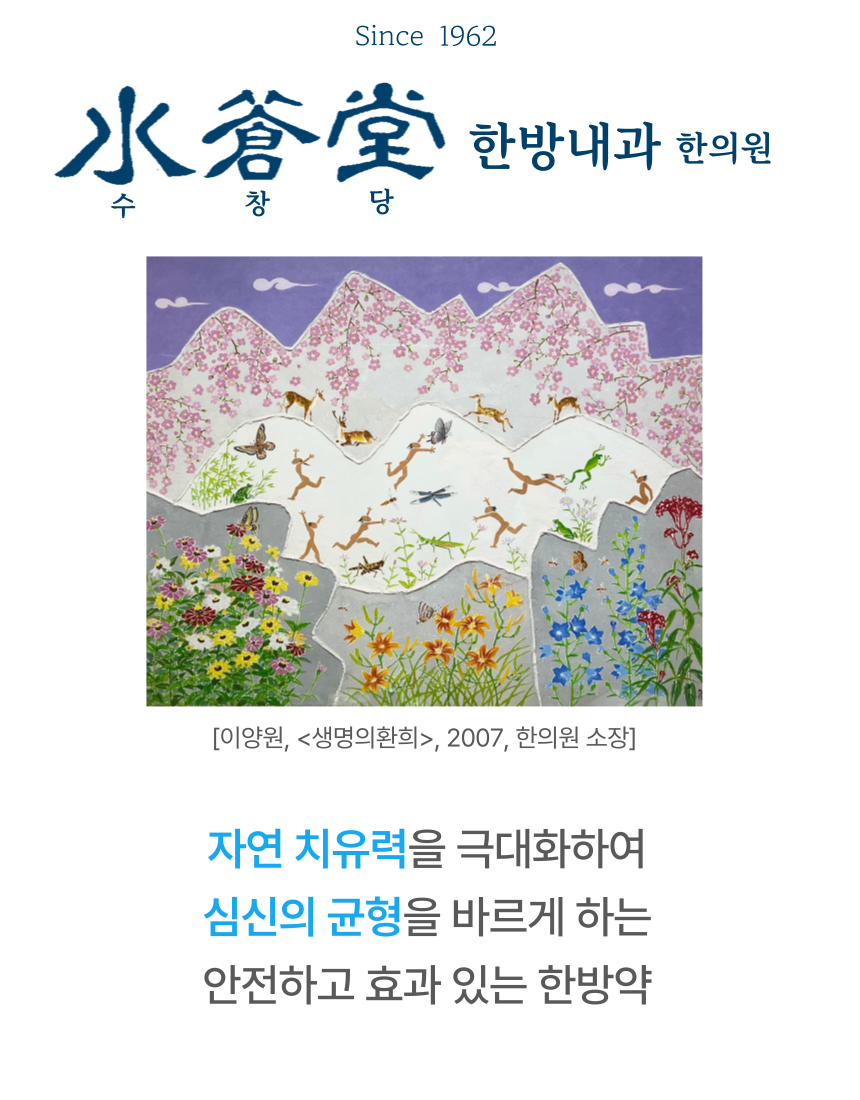 Since 1962
水蒼堂 한방내과 한의원
수 창 당
[이양원, <생명의환희>, 2007, 한의원 소장]
자연 치유력을 극대화하여
심신의 균형을 바르게 하는
안전하고 효과 있는 한방약